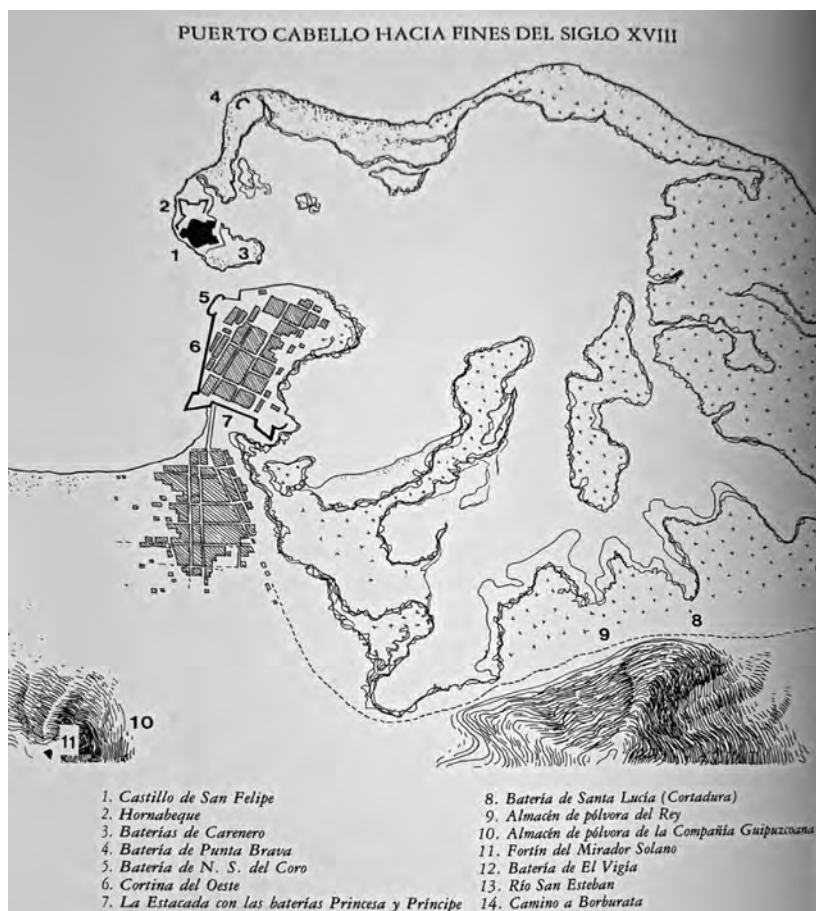 PUERTO CABELLO HACIA FINES DEL SIGLO XVIII
4
2
1
3
5
6
7
9
8
10
11
1. Castillo de San Felipe
2. Hornabeque
3. Baterías de Carenero
4. Batería de Punta Brava
5. Batería de N. S. del Coro
6. Cortina del Oeste
7. La Estacada con las baterías Princesa y Príncipe
8. Batería de Santa Lucía (Cortadura)
9. Almacén de pólvora del Rey
10. Almacén de pólvora de la Compañía Guipuzcoana
11. Fortín del Mirador Solano
12. Batería de El Vigía
13. Río San Esteban
14. Camino a Borburata